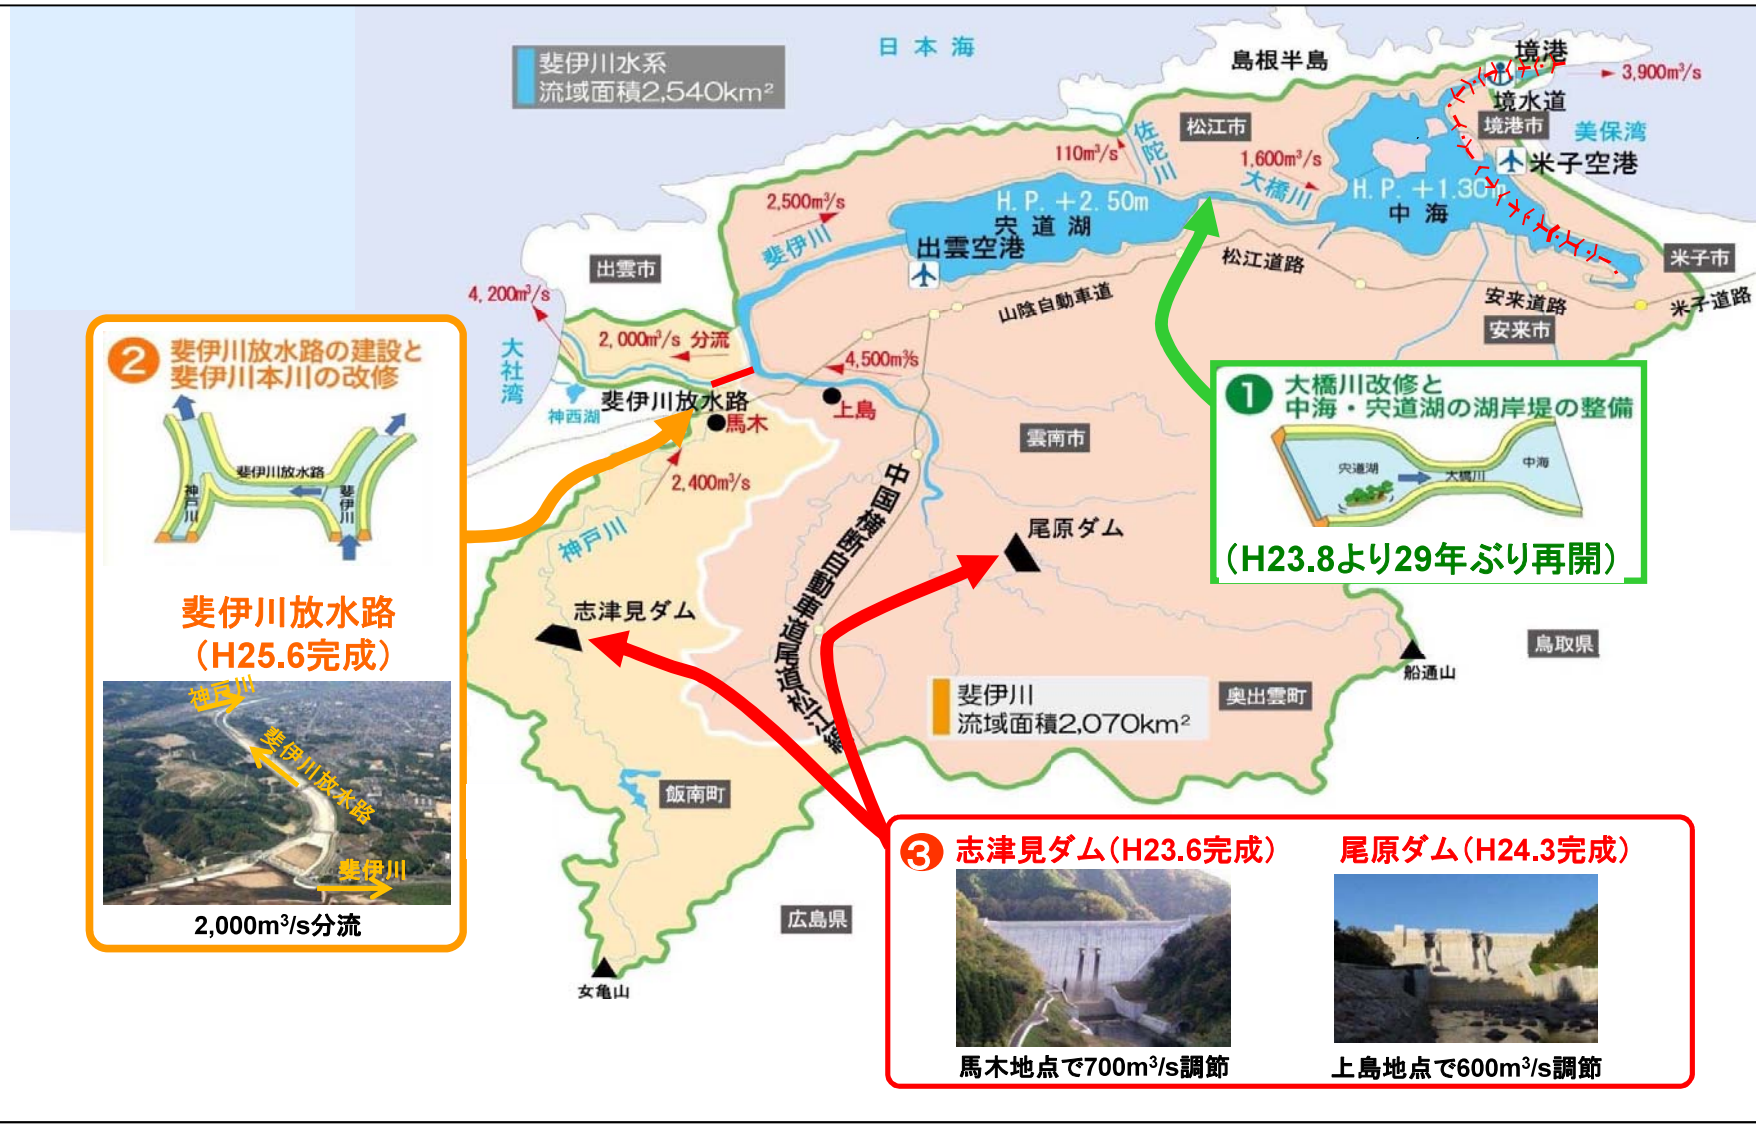 斐伊川水系
流域面積2,540km²
日本海
島根半島
境港
3,900m³/s
境水道
境港市
美保湾
米子空港
松江市
佐陀川
110m³/s
1,600m³/s
大橋川
H.P.+1.30m
中海
2,500m³/s
H.P.+2.50m
宍道湖
斐伊川
出雲空港
出雲市
松江道路
米子市
山陰自動車道
安来道路
米子道路
安来市
4,200m³/s
2,000m³/s 分流
大社湾
4,500m³/s
神西湖
斐伊川放水路
上島
馬木
2,400m³/s
雲南市
中国横断自動車道尾道松江線
尾原ダム
神戸川
志津見ダム
鳥取県
船通山
奥出雲町
斐伊川
流域面積2,070km²
飯南町
広島県
女亀山
❶ 大橋川改修と
中海・宍道湖の湖岸堤の整備
宍道湖
大橋川
中海
(H23.8より29年ぶり再開)
❷ 斐伊川放水路の建設と
斐伊川本川の改修
斐伊川放水路
神戸川
斐伊川
斐伊川放水路
(H25.6完成)
神戸川
斐伊川放水路
斐伊川
2,000m³/s分流
❸ 志津見ダム(H23.6完成)
尾原ダム(H24.3完成)
馬木地点で700m³/s調節
上島地点で600m³/s調節